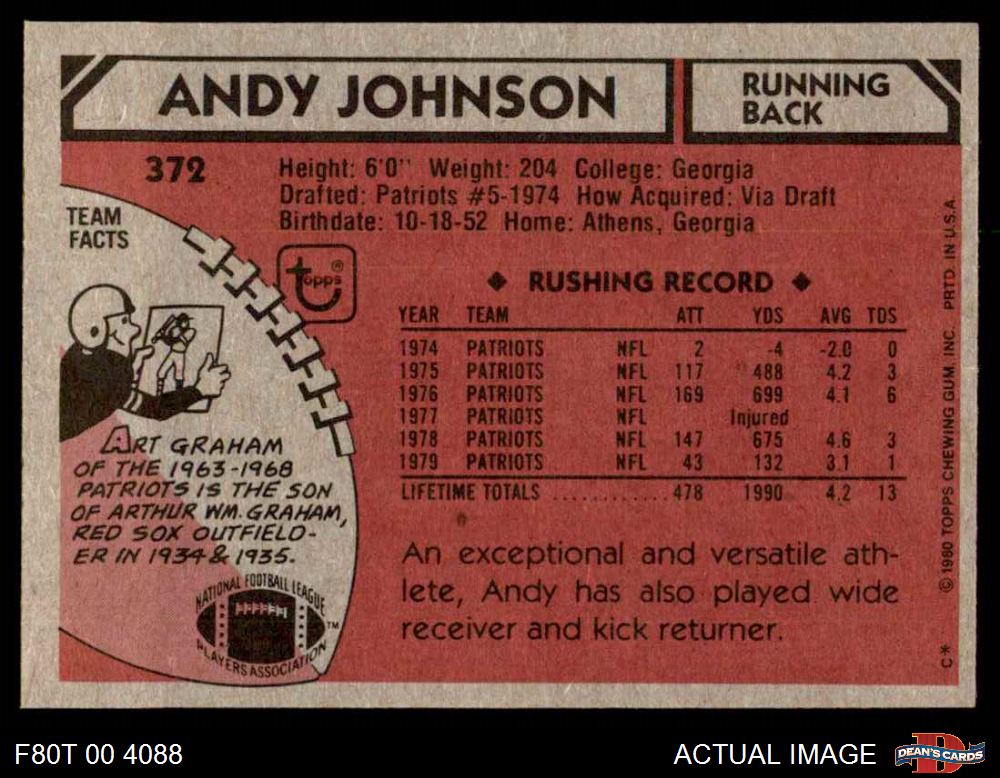 ANDY JOHNSON
RUNNING
BACK
372
Height: 6'0" Weight: 204 College: Georgia
Drafted: Patriots #5-1974 How Acquired: Via Draft
Birthdate: 10-18-52 Home: Athens, Georgia
TEAM
FACTS
topps®
ART GRAHAM
OF THE 1963-1968
PATRIOTS IS THE SON
OF ARTHUR WM. GRAHAM,
RED SOX OUTFIELD-
ER IN 1934 & 1935.
NATIONAL FOOTBALL LEAGUE
PLAYERS ASSOCIATION
TM
◆ RUSHING RECORD ◆
YEAR TEAM ATT YDS AVG TDS
1974 PATRIOTS NFL 2 -4 -2.0 0
1975 PATRIOTS NFL 117 488 4.2 3
1976 PATRIOTS NFL 169 699 4.1 6
1977 PATRIOTS NFL Injured
1978 PATRIOTS NFL 147 675 4.6 3
1979 PATRIOTS NFL 43 132 3.1 1
LIFETIME TOTALS ............ 478 1990 4.2 13
An exceptional and versatile ath-
lete, Andy has also played wide
receiver and kick returner.
C* © 1980 TOPPS CHEWING GUM, INC. PRTD. IN U.S.A.
F80T 00 4088
ACTUAL IMAGE
DEAN'S CARDS